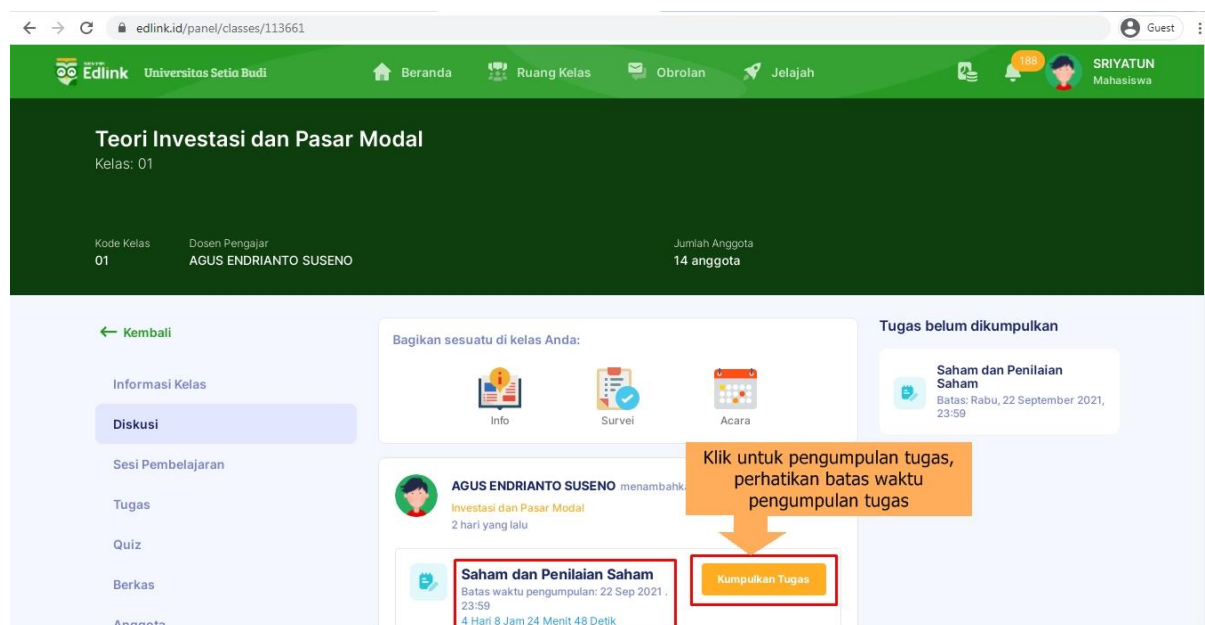 edlink.id/panel/classes/113661
Guest
Edlink
Universitas Setia Budi
Beranda
Ruang Kelas
Obrolan
Jelajah
188
SRIYATUN
Mahasiswa
Teori Investasi dan Pasar Modal
Kelas: 01
Kode Kelas
01
Dosen Pengajar
AGUS ENDRIANTO SUSENO
Jumlah Anggota
14 anggota
Kembali
Informasi Kelas
Diskusi
Sesi Pembelajaran
Tugas
Quiz
Berkas
Anggota
Bagikan sesuatu di kelas Anda:
Info
Survei
Acara
Klik untuk pengumpulan tugas,
perhatikan batas waktu
pengumpulan tugas
AGUS ENDRIANTO SUSENO menambahk
Investasi dan Pasar Modal
2 hari yang lalu
Saham dan Penilaian Saham
Batas waktu pengumpulan: 22 Sep 2021 .
23:59
4 Hari 8 Jam 24 Menit 48 Detik
Kumpulkan Tugas
Tugas belum dikumpulkan
Saham dan Penilaian
Saham
Batas: Rabu, 22 September 2021,
23:59